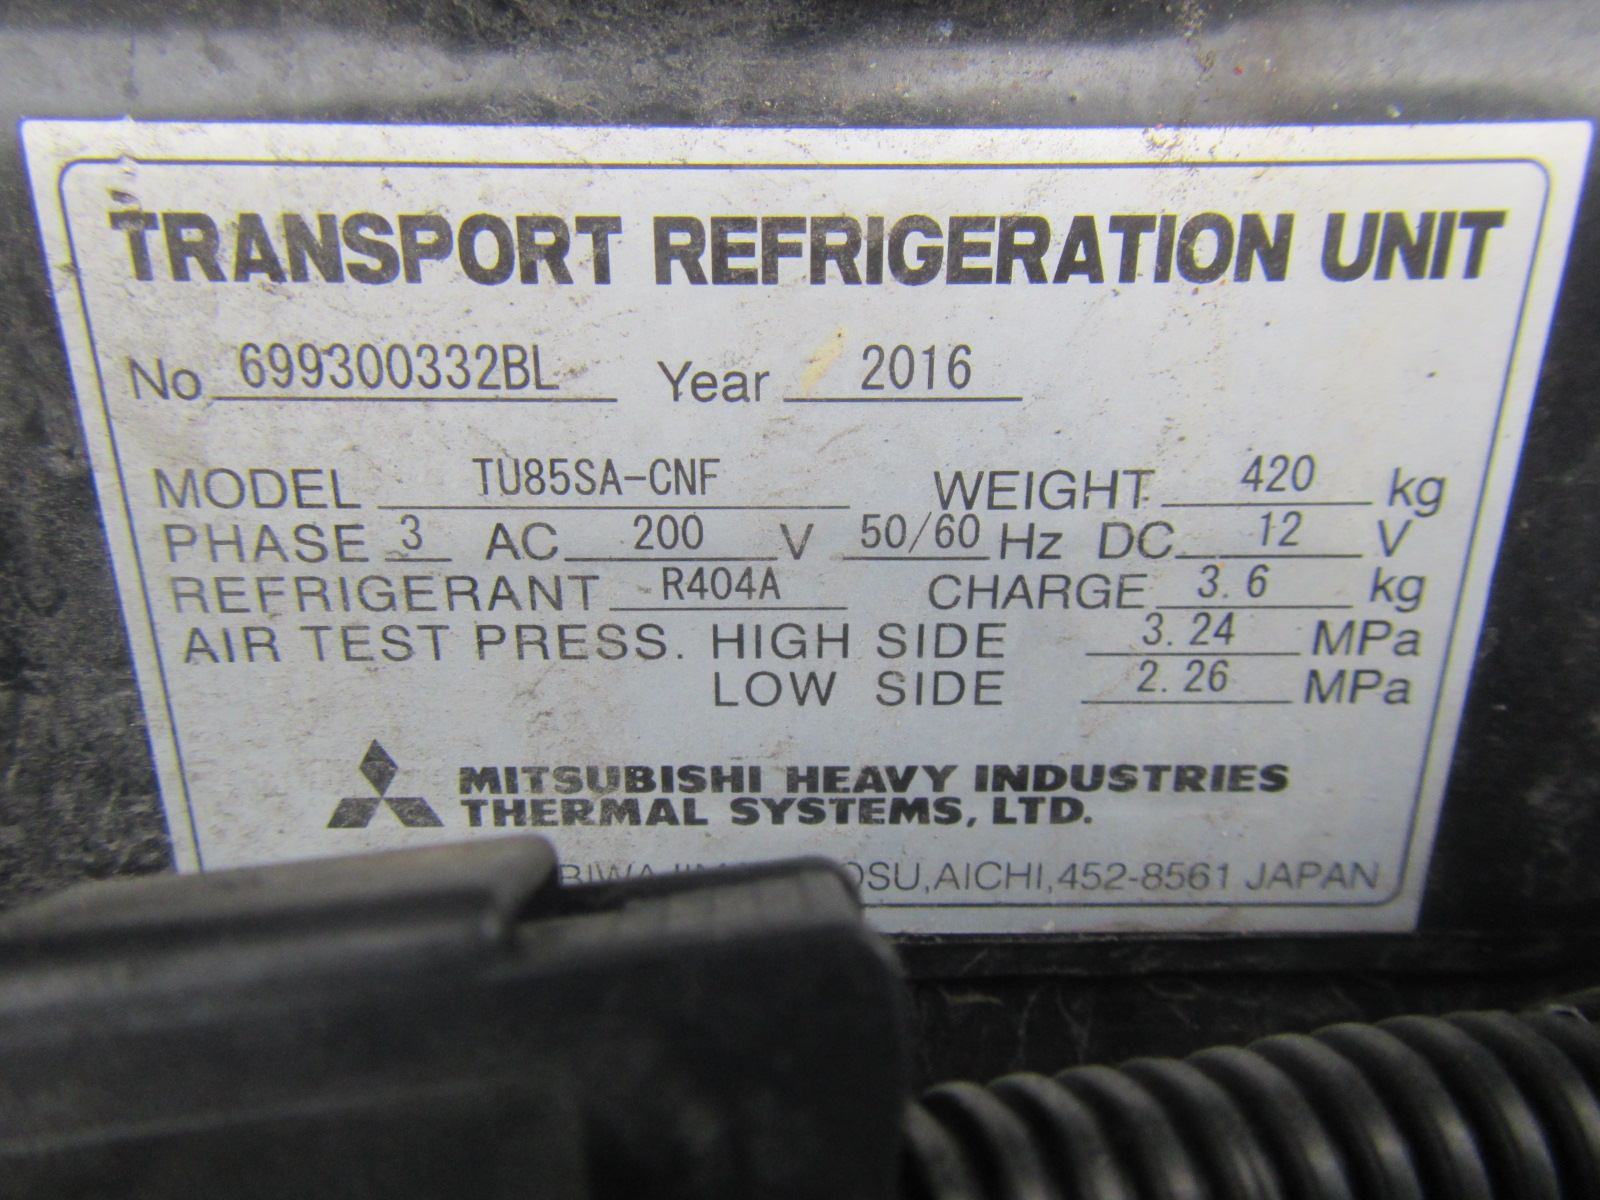 TRANSPORT REFRIGERATION UNIT
No 699300332BL Year 2016
MODEL TU85SA-CNF WEIGHT 420 kg
PHASE 3 AC 200 V 50/60 Hz DC 12 V
REFRIGERANT R404A CHARGE 3.6 kg
AIR TEST PRESS. HIGH SIDE 3.24 MPa
LOW SIDE 2.26 MPa
MITSUBISHI HEAVY INDUSTRIES
THERMAL SYSTEMS, LTD.
AICHI, 452-8561 JAPAN